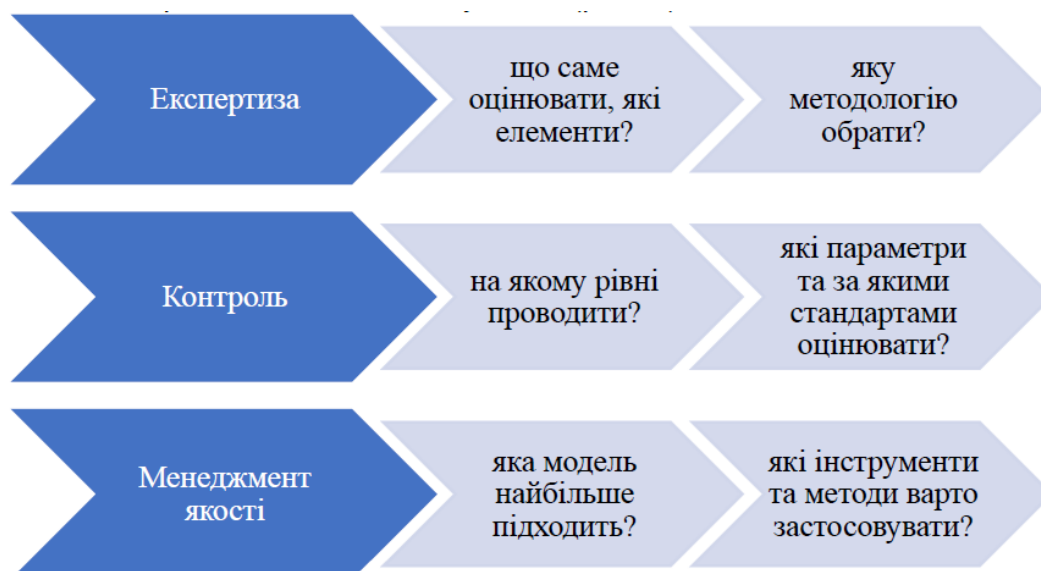 Експертиза
що саме
оцінювати, які
елементи?
яку
методологію
обрати?
Контроль
на якому рівні
проводити?
які параметри
та за якими
стандартами
оцінювати?
Менеджмент
якості
яка модель
найбільше
підходить?
які інструменти
та методи варто
застосовувати?